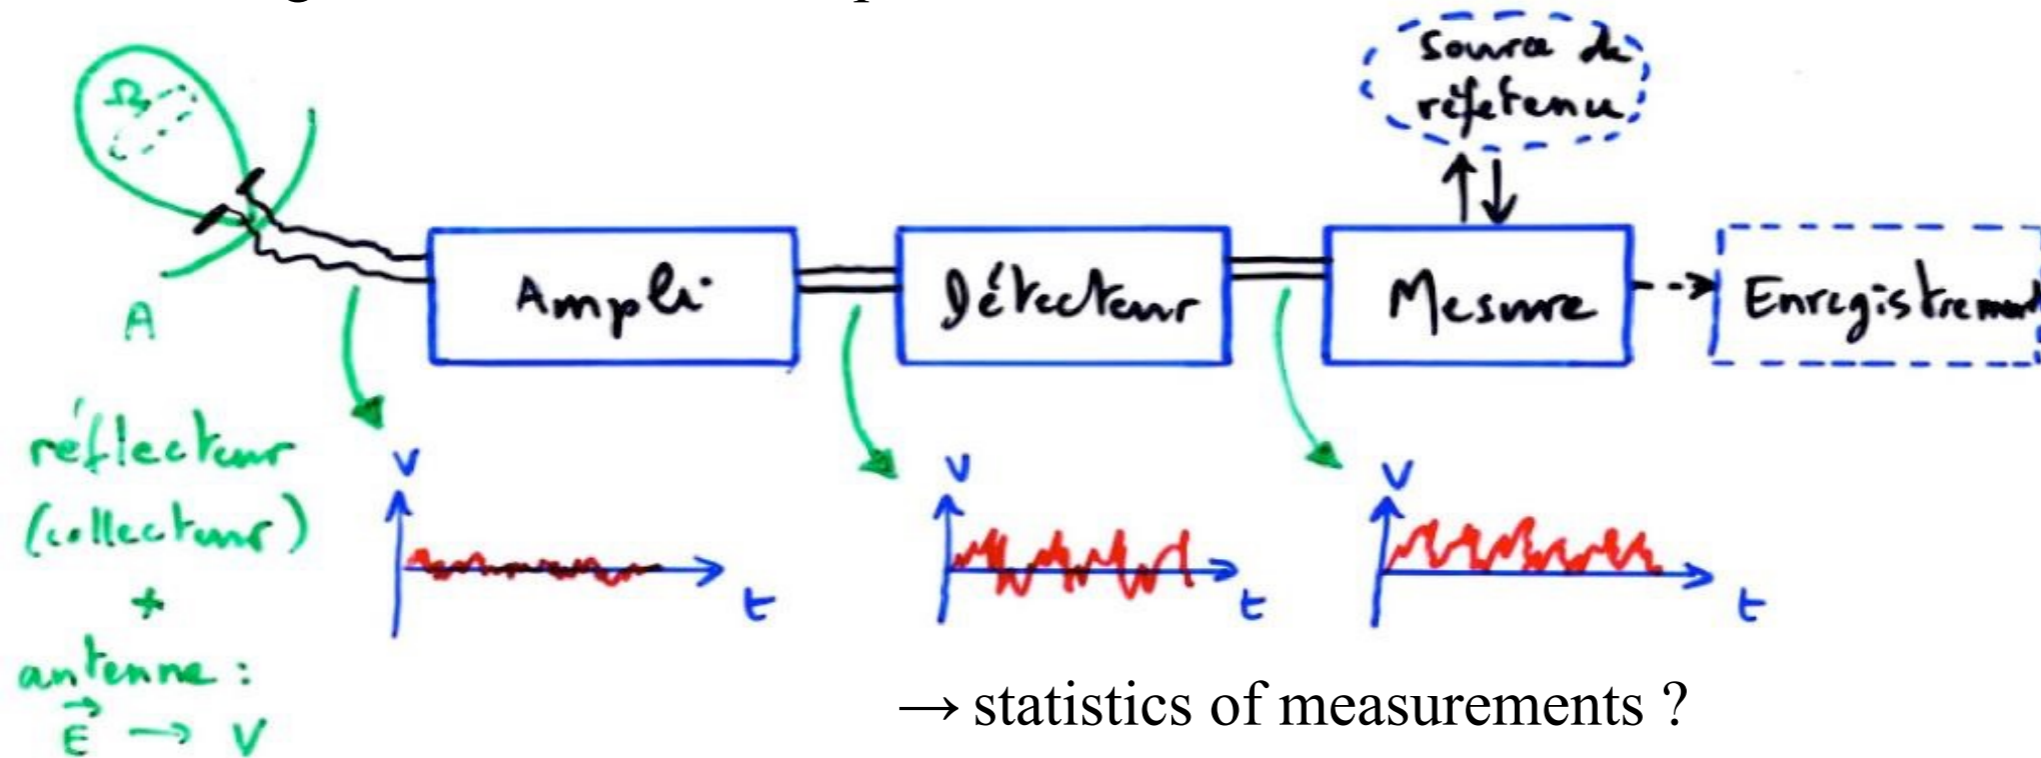 Ω
Source de
référence
Ampli
Détecteur
Mesure
Enregistrement
A
réflecteur
(collecteur)
+
antenne :
E → V
V
t
V
t
V
t
→ statistics of measurements ?